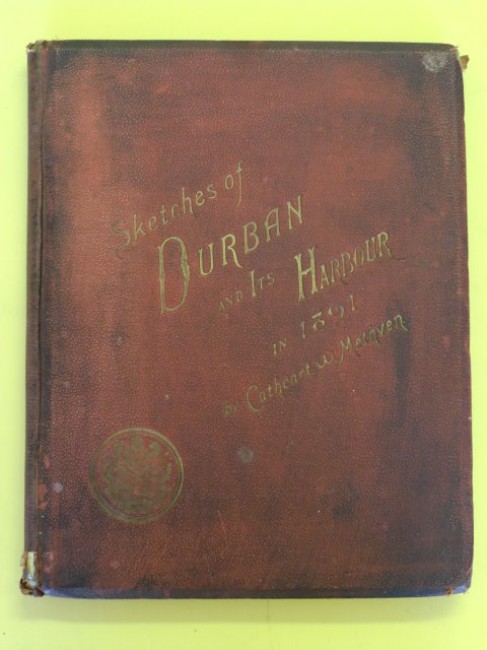 Sketches of
DURBAN
AND ITS HARBOUR
IN 1891
By Cathcart W. Methven